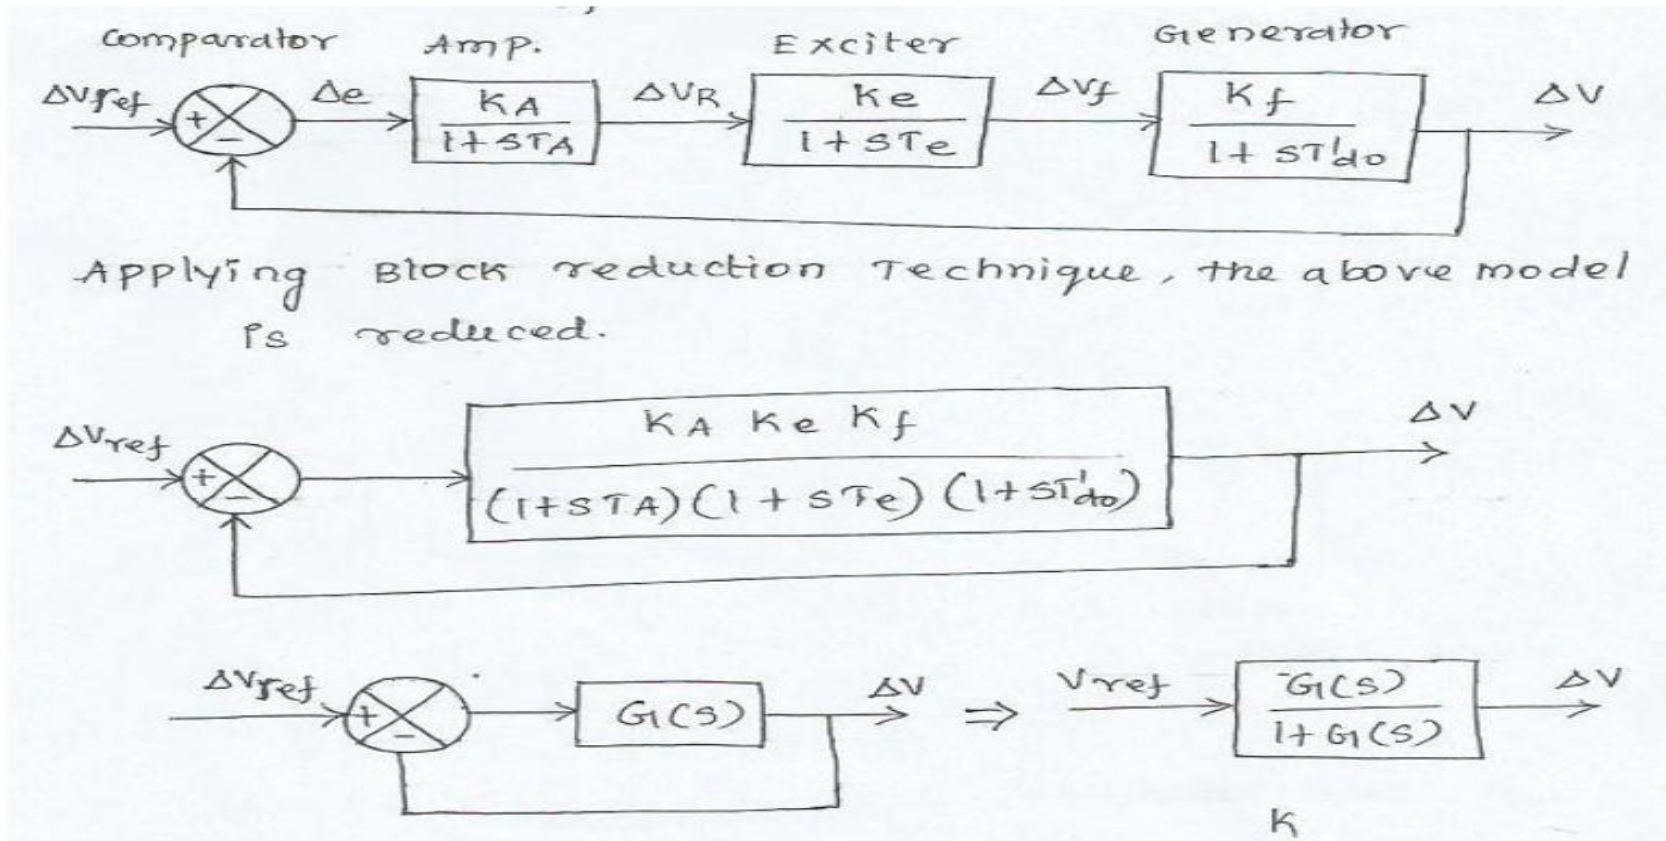 Comparator Amp. Exciter Generator
ΔVref + - Δe KA / 1+STA ΔVR Ke / 1+STe ΔVf Kf / 1+ST'do ΔV
Applying Block reduction Technique, the above model
is reduced.
ΔVref + - KA Ke Kf / (1+STA)(1+STe)(1+ST'do) ΔV
ΔVref + - G(S) ΔV ⇒ Vref G(S) / 1+G(S) ΔV
K